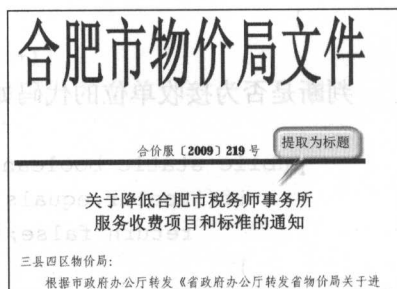 合肥市物价局文件
合价服〔2009〕219 号
提取为标题
关于降低合肥市税务师事务所
服务收费项目和标准的通知
三县四区物价局：
根据市政府办公厅转发《省政府办公厅转发省物价局关于进